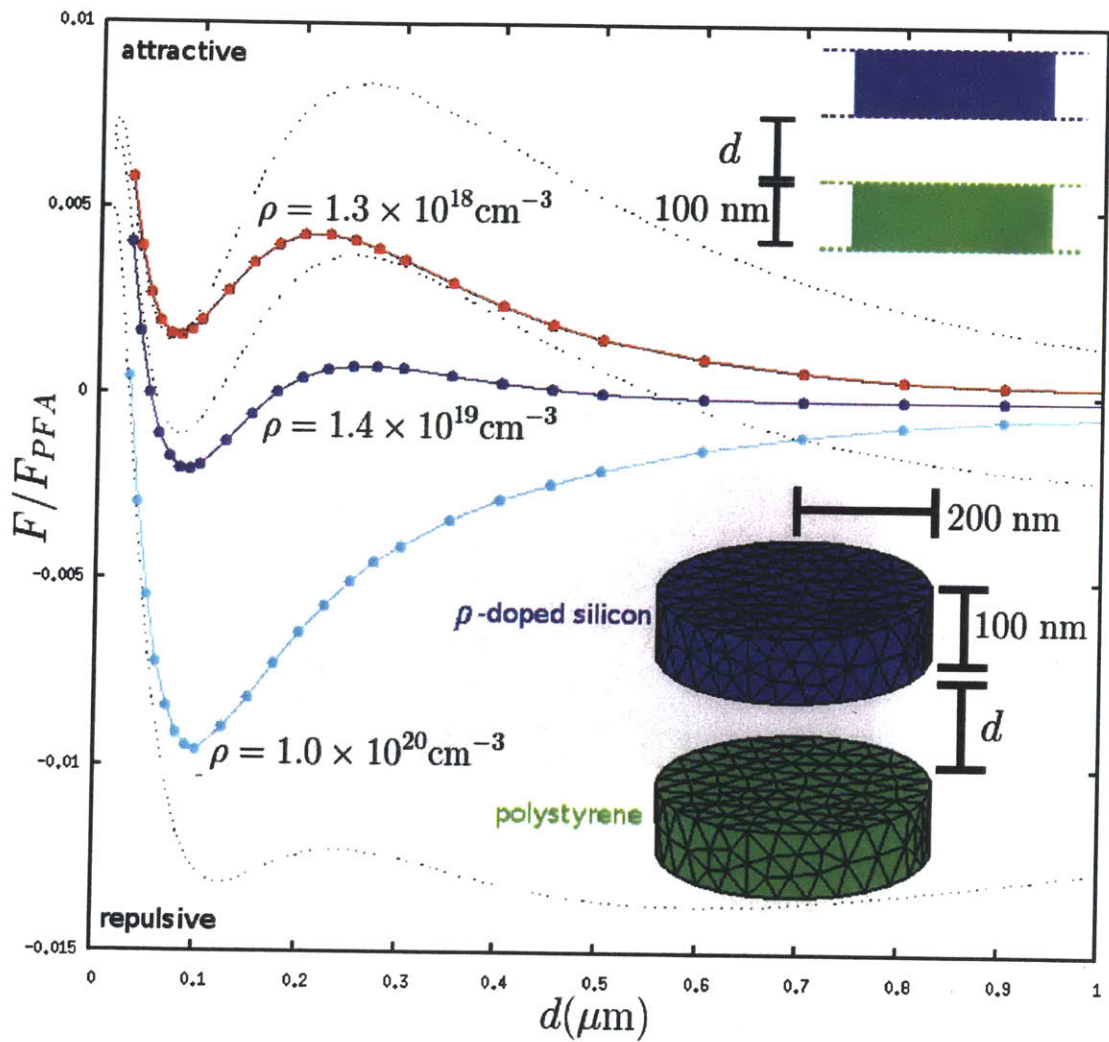 0.01
attractive
d
100 nm
0.005
ρ = 1.3 × 10^18 cm^−3
0
ρ = 1.4 × 10^19 cm^−3
F/F_PFA
200 nm
-0.005
p-doped silicon
100 nm
d
-0.01
ρ = 1.0 × 10^20 cm^−3
polystyrene
repulsive
-0.015
0 0.1 0.2 0.3 0.4 0.5 0.6 0.7 0.8 0.9 1
d(μm)